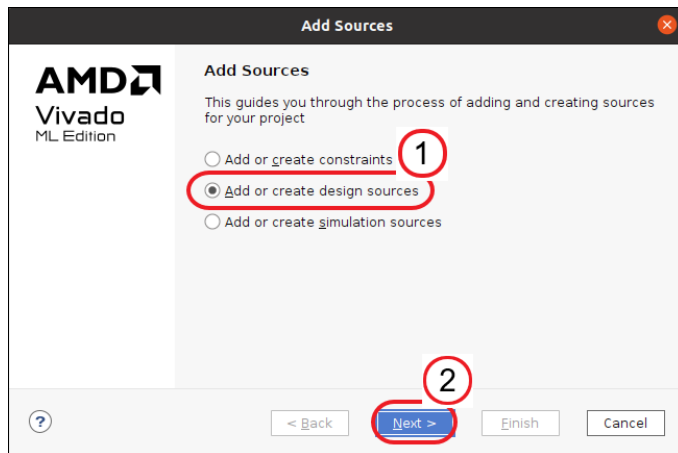 Add Sources
AMD
Vivado
ML Edition
Add Sources
This guides you through the process of adding and creating sources
for your project
Add or create constraints
1
Add or create design sources
Add or create simulation sources
2
?
< Back
Next >
Finish
Cancel